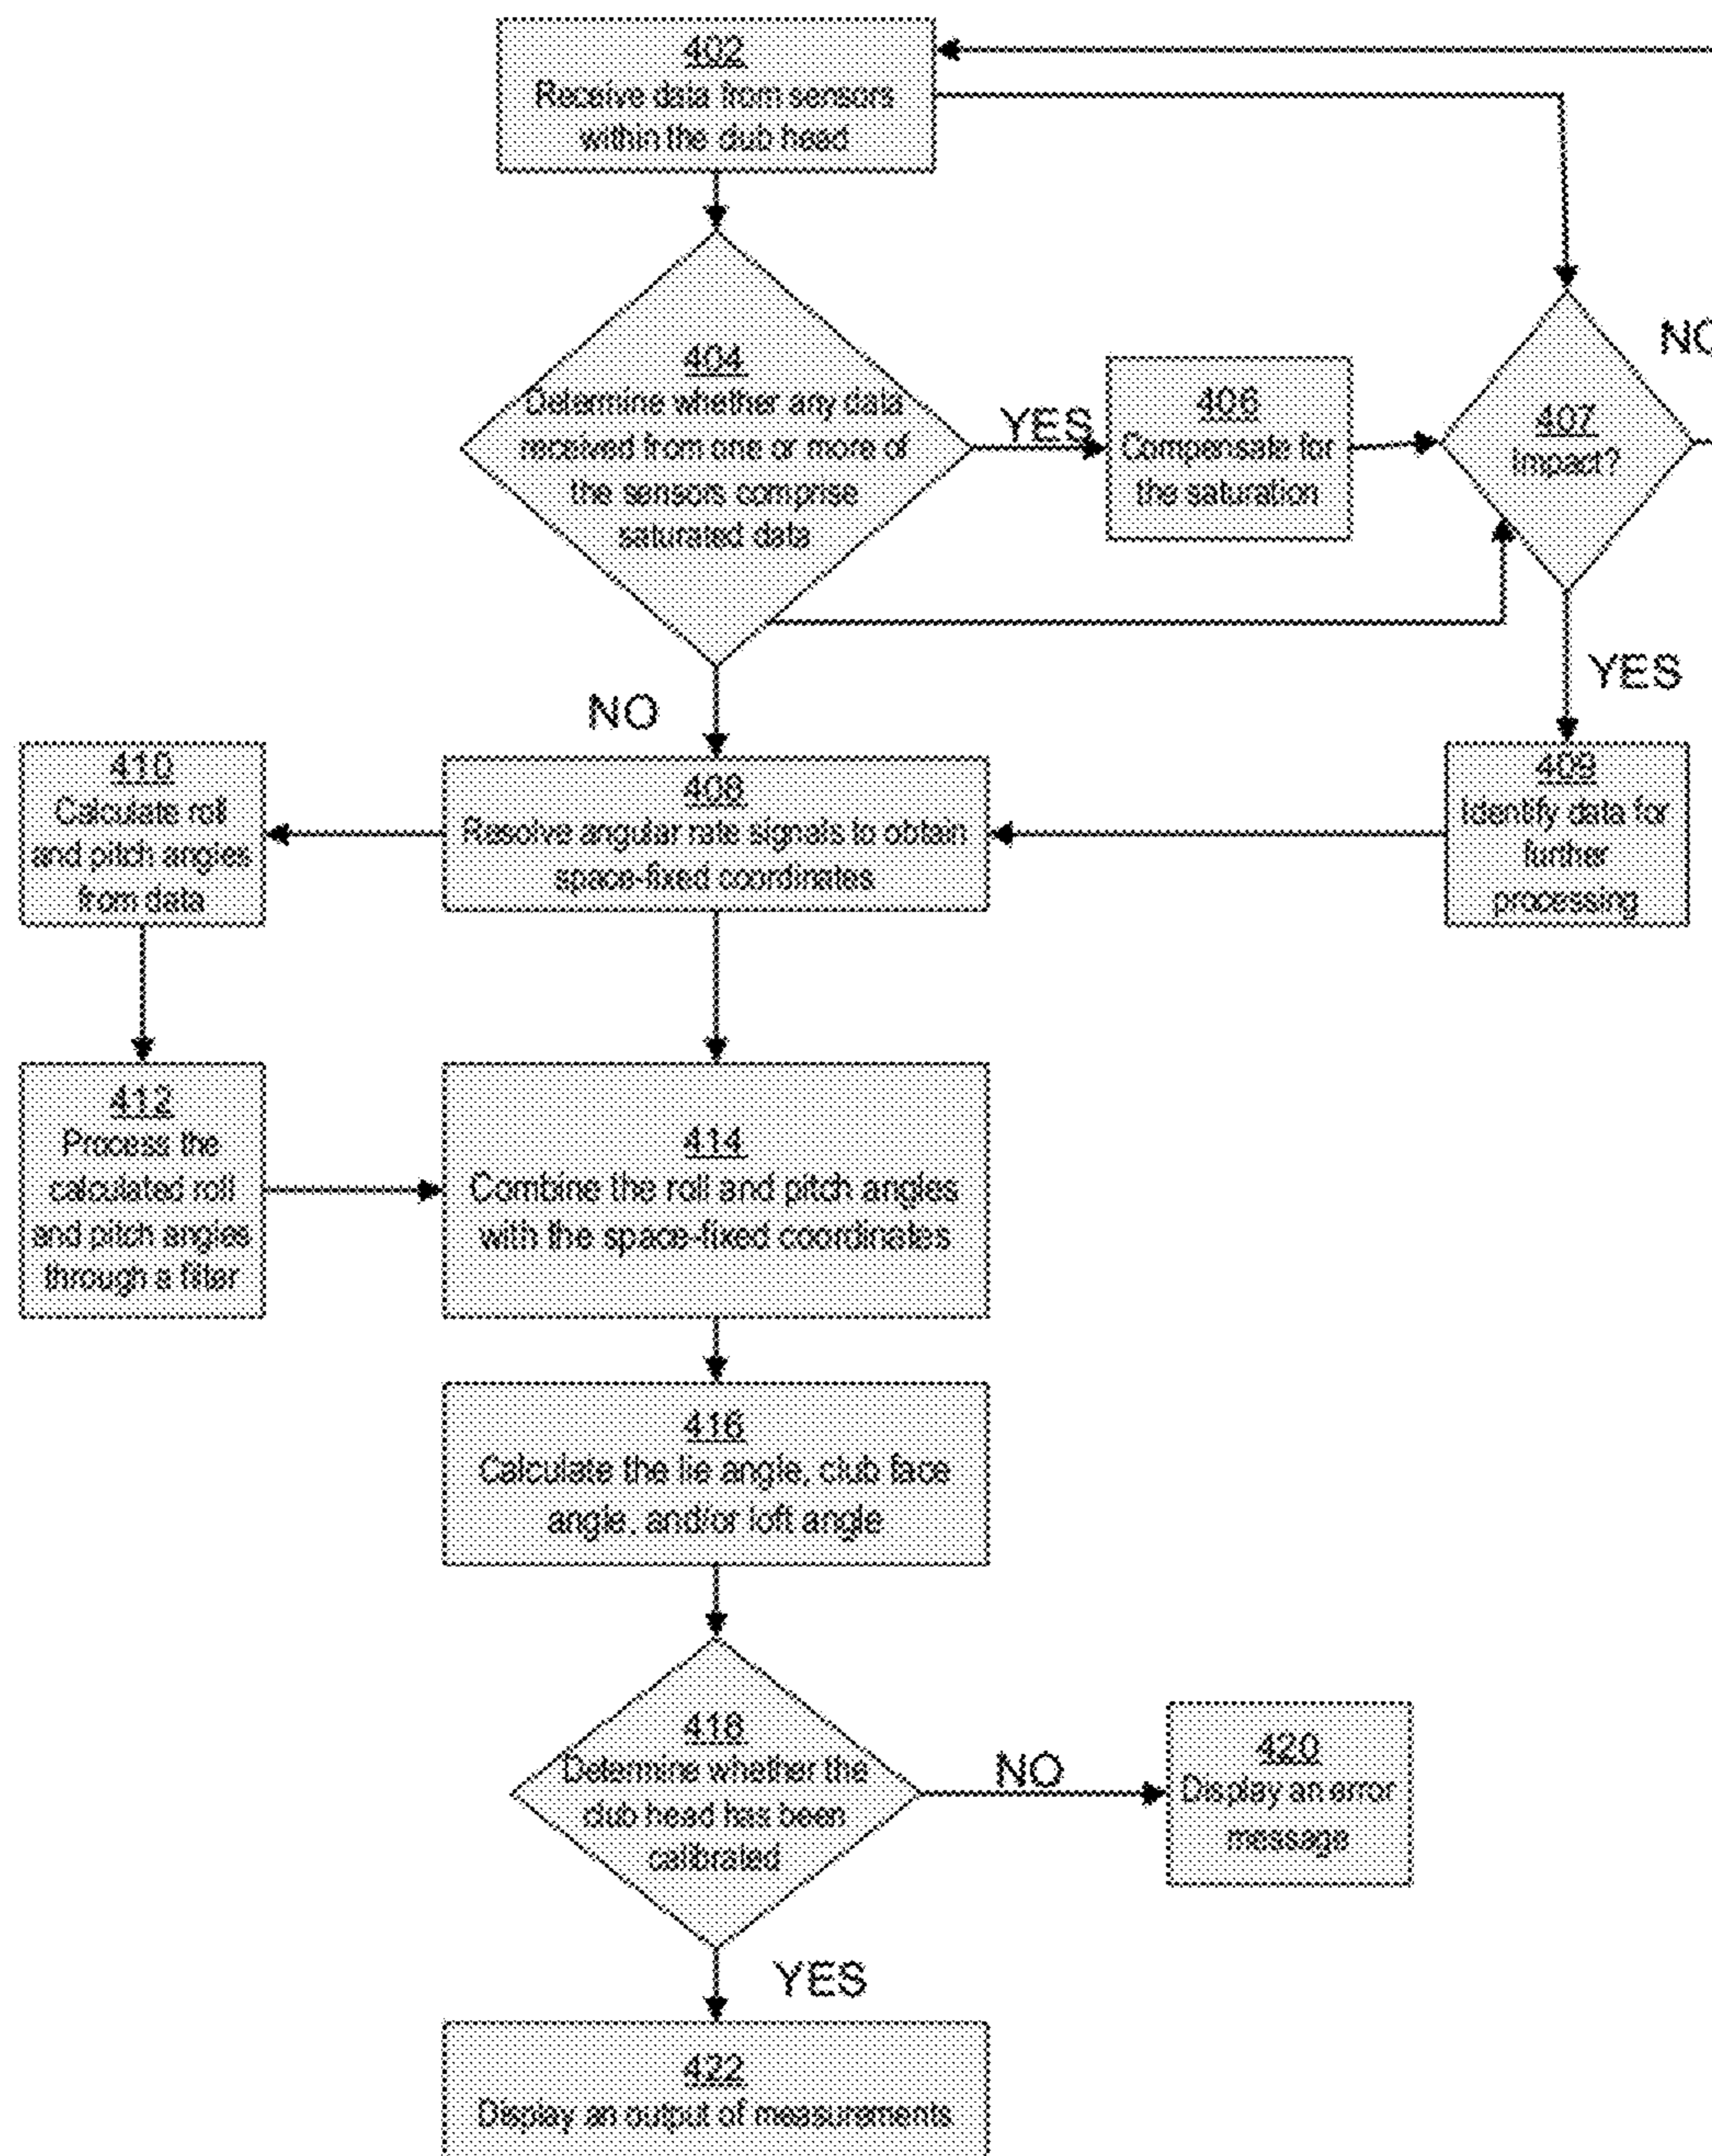 402
Receive data from sensors
within the club head
404
Determine whether any data
received from one or more of
the sensors comprise
saturated data
YES
406
Compensate for
the saturation
407
Impact?
NO
YES
NO
410
Calculate roll
and pitch angles
from data
408
Resolve angular rate signals to obtain
space-fixed coordinates
409
Identify data for
further
processing
412
Process the
calculated roll
and pitch angles
through a filter
414
Combine the roll and pitch angles
with the space-fixed coordinates
416
Calculate the lie angle, club face
angle, and/or loft angle
418
Determine whether the
club head has been
calibrated
NO
420
Display an error
message
YES
422
Display an output of measurements